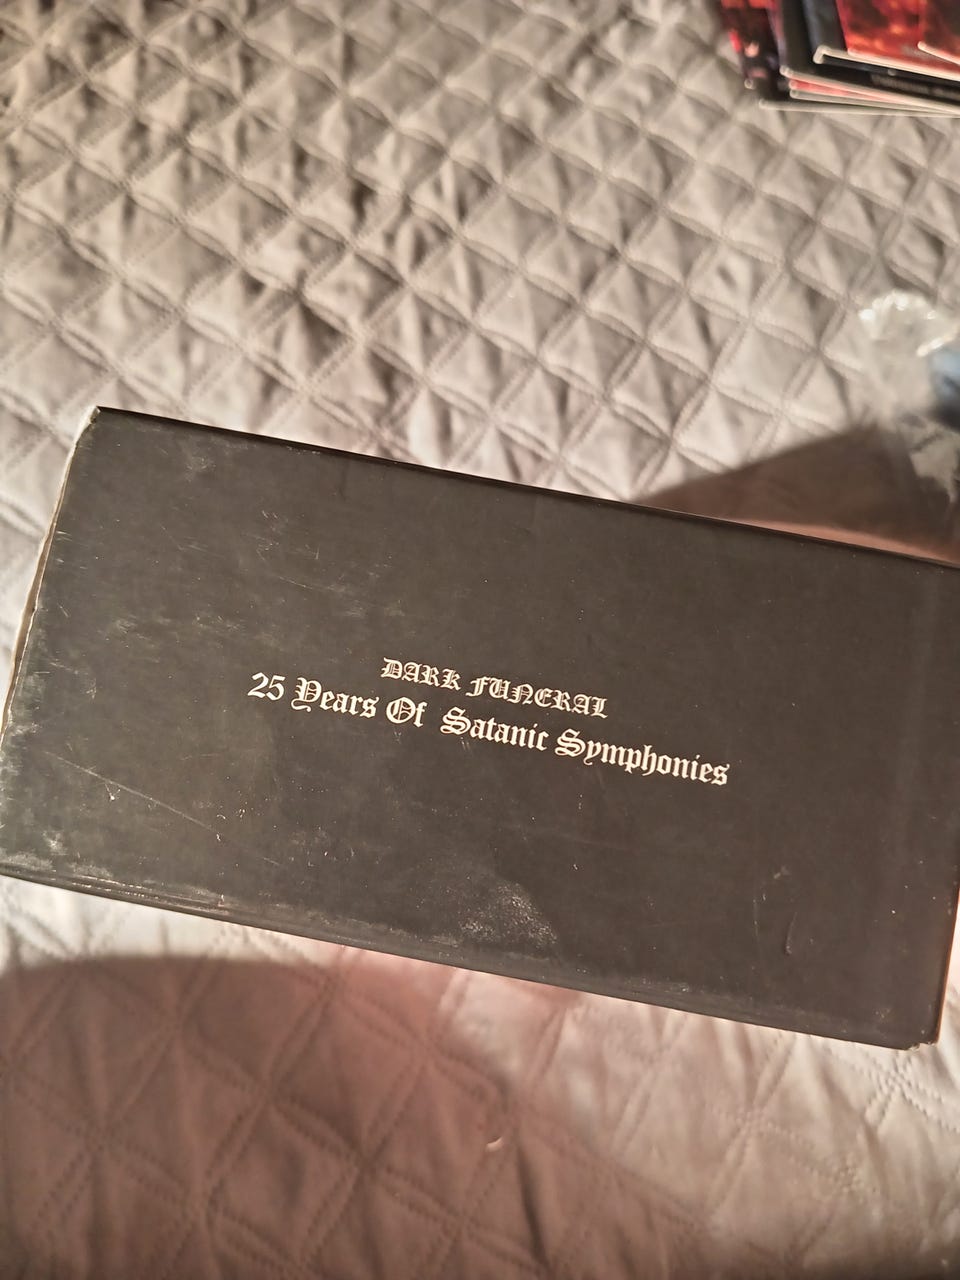 DARK FUNERAL
25 Years Of Satanic Symphonies